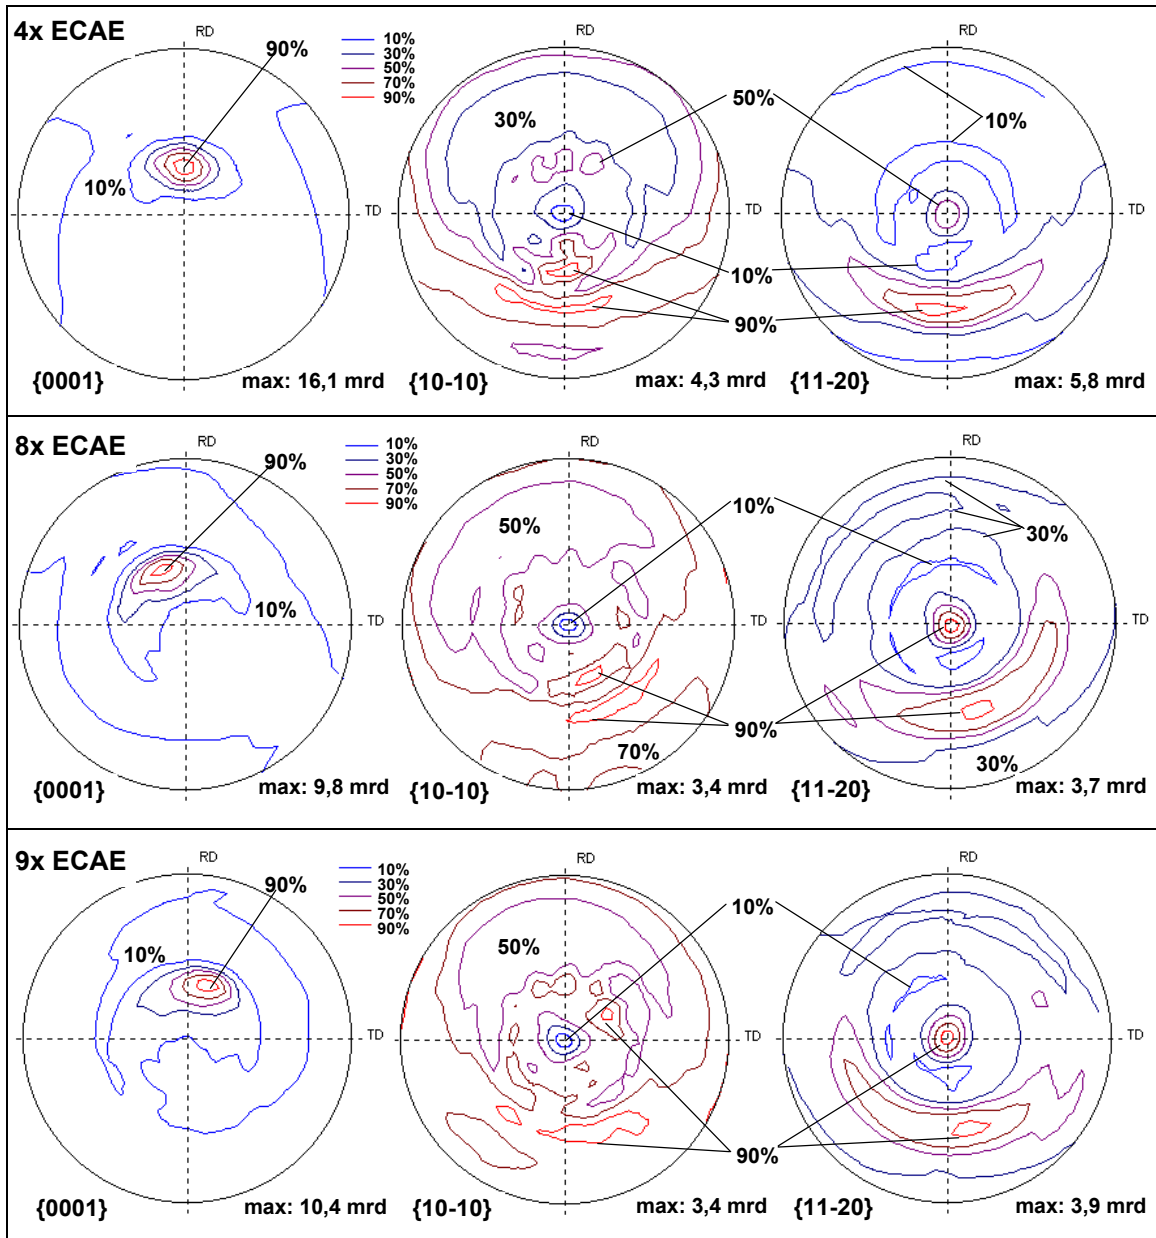 4x ECAE
RD
90%
10%
30%
50%
70%
90%
10%
TD
{0001}
max: 16,1 mrd
30%
TD
{10-10}
max: 4,3 mrd
RD
50%
10%
10%
90%
TD
{11-20}
max: 5,8 mrd
8x ECAE
RD
90%
10%
30%
50%
70%
90%
10%
TD
{0001}
max: 9,8 mrd
RD
50%
70%
TD
{10-10}
max: 3,4 mrd
RD
10%
30%
90%
30%
TD
{11-20}
max: 3,7 mrd
9x ECAE
RD
90%
10%
30%
50%
70%
90%
10%
TD
{0001}
max: 10,4 mrd
RD
50%
TD
{10-10}
max: 3,4 mrd
RD
10%
90%
TD
{11-20}
max: 3,9 mrd